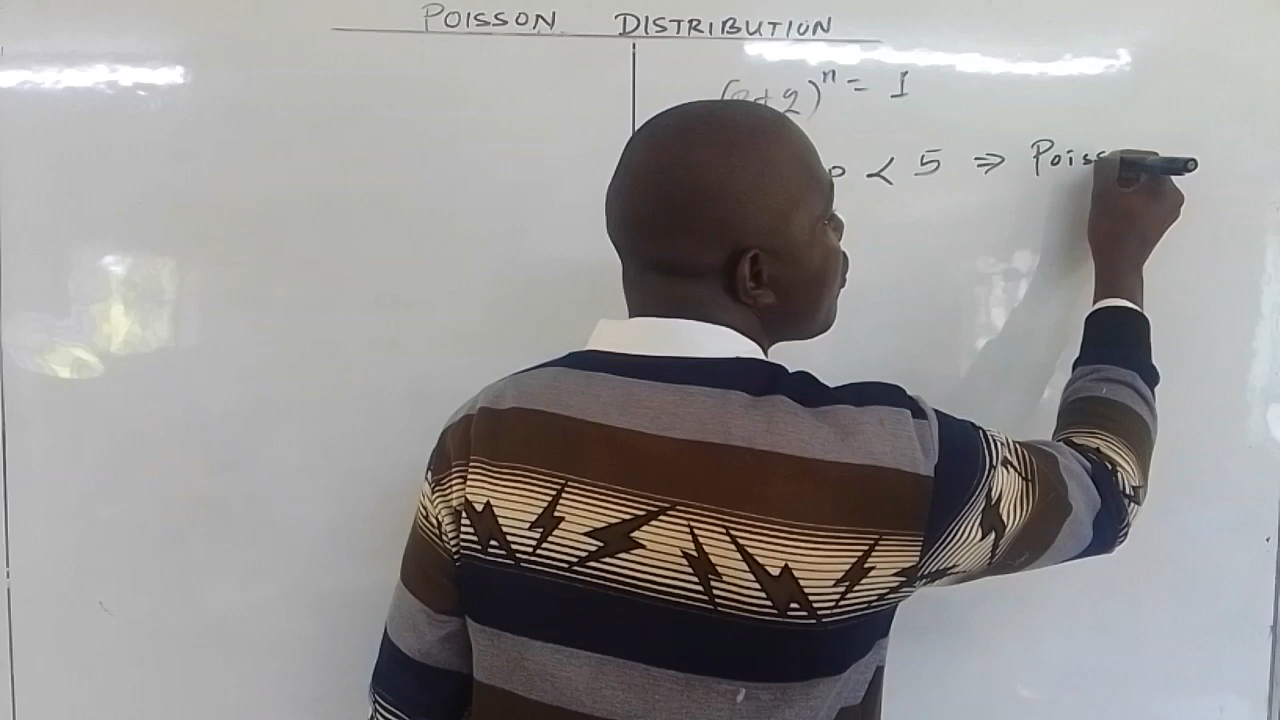 POISSON DISTRIBUTION
(p+q)^n = 1
p < 5 ⇒ Poiss